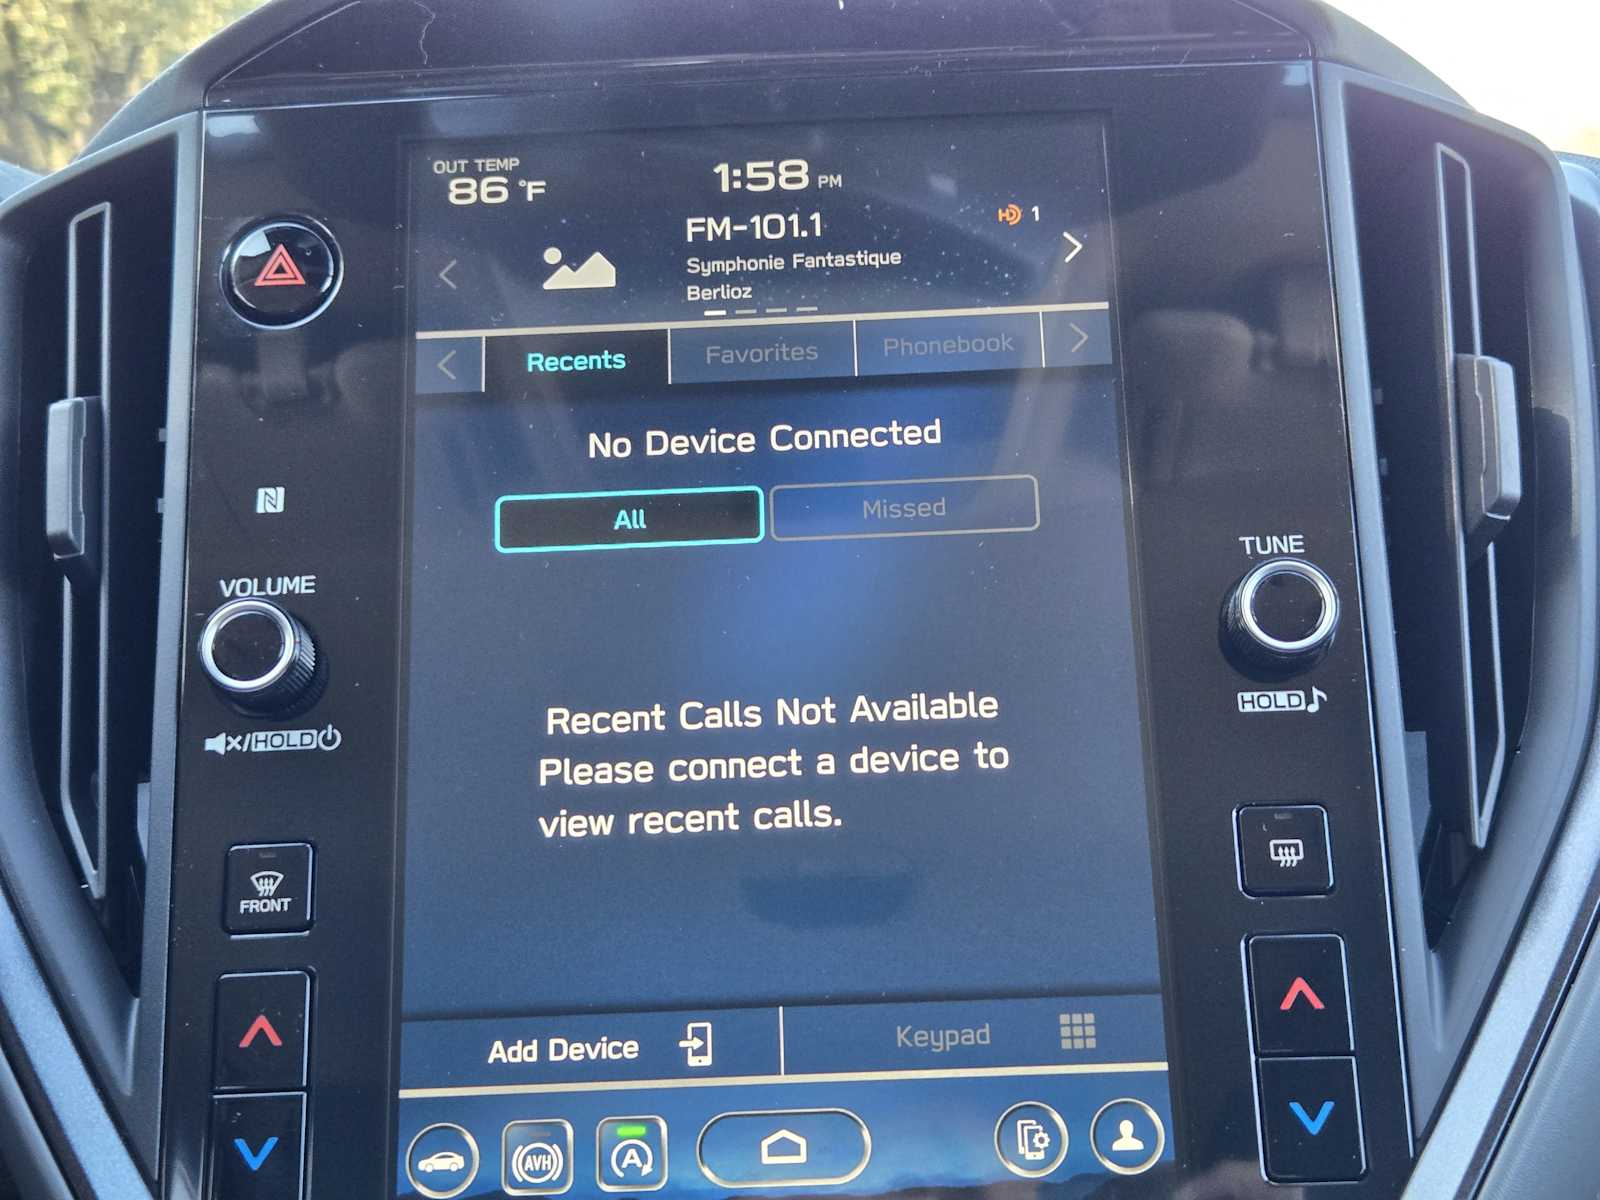 OUT TEMP
86 °F
1:58 PM
FM-101.1
HD 1
Symphonie Fantastique
Berlioz
Recents
Favorites
Phonebook
No Device Connected
All
Missed
N
VOLUME
TUNE
HOLD
/HOLD
Recent Calls Not Available
Please connect a device to
view recent calls.
FRONT
Add Device
Keypad
AVH
A